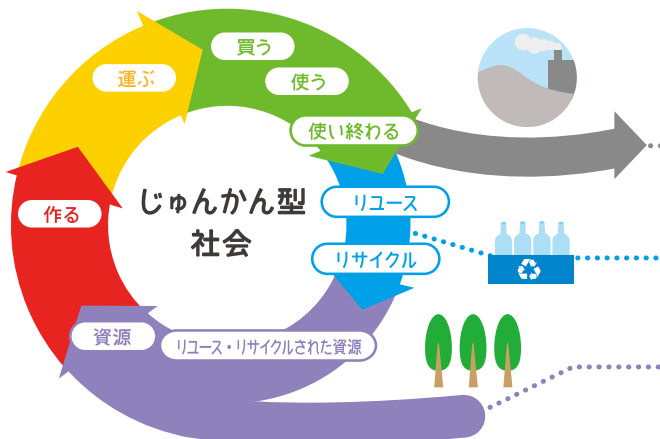 買う
運ぶ
使う
使い終わる
じゅんかん型
社会
作る
リユース
リサイクル
資源
リユース・リサイクルされた資源